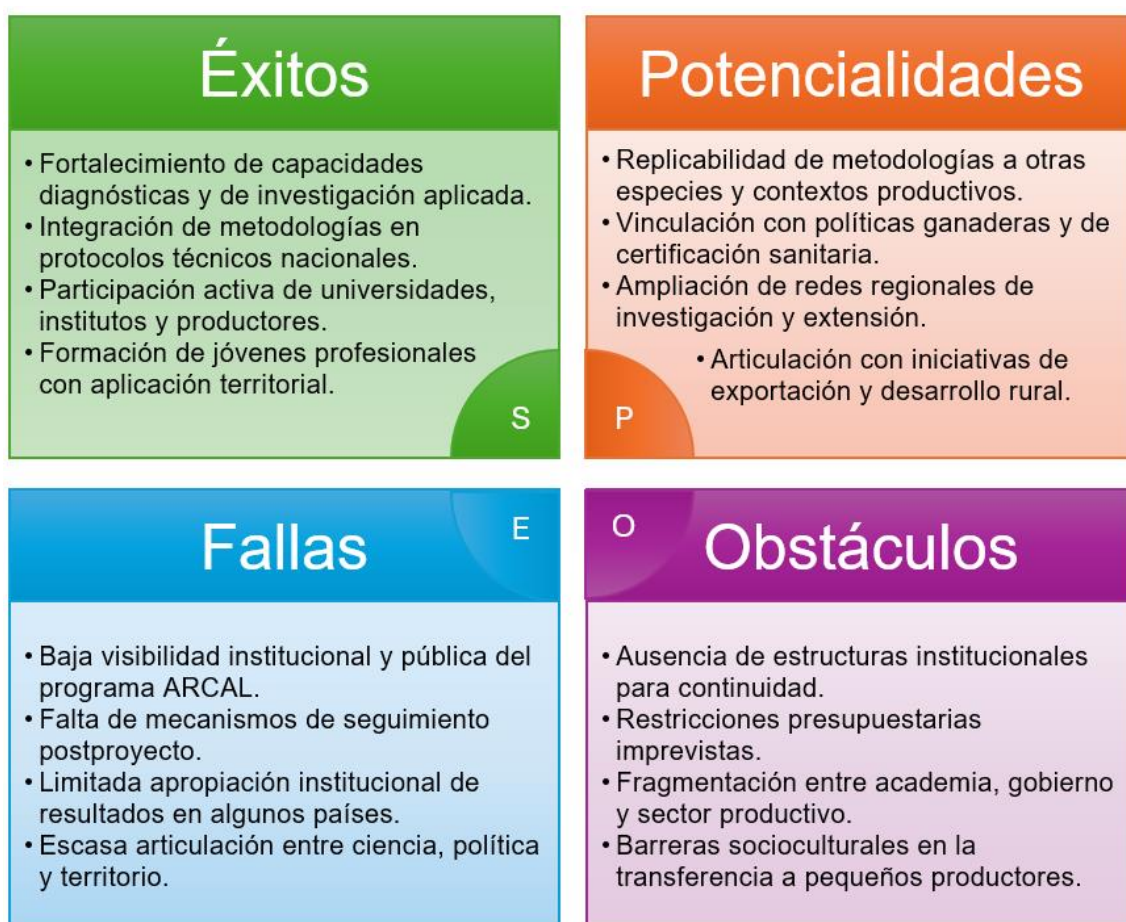 Éxitos
• Fortalecimiento de capacidades
diagnósticas y de investigación aplicada.
• Integración de metodologías en
protocolos técnicos nacionales.
• Participación activa de universidades,
institutos y productores.
• Formación de jóvenes profesionales
con aplicación territorial.
S
Potencialidades
• Replicabilidad de metodologías a otras
especies y contextos productivos.
• Vinculación con políticas ganaderas y de
certificación sanitaria.
• Ampliación de redes regionales de
investigación y extensión.
• Articulación con iniciativas de
exportación y desarrollo rural.
P
Fallas
E
• Baja visibilidad institucional y pública del
programa ARCAL.
• Falta de mecanismos de seguimiento
postproyecto.
• Limitada apropiación institucional de
resultados en algunos países.
• Escasa articulación entre ciencia, política
y territorio.
O
Obstáculos
• Ausencia de estructuras institucionales
para continuidad.
• Restricciones presupuestarias
imprevistas.
• Fragmentación entre academia, gobierno
y sector productivo.
• Barreras socioculturales en la
transferencia a pequeños productores.